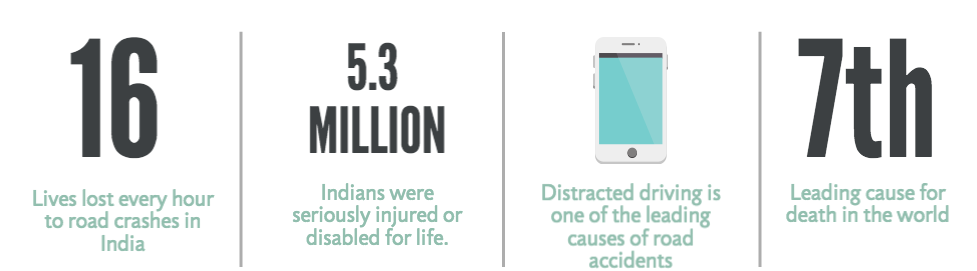 16
Lives lost every hour
to road crashes in
India
5.3
MILLION
Indians were
seriously injured or
disabled for life.
Distracted driving is
one of the leading
causes of road
accidents
7th
Leading cause for
death in the world